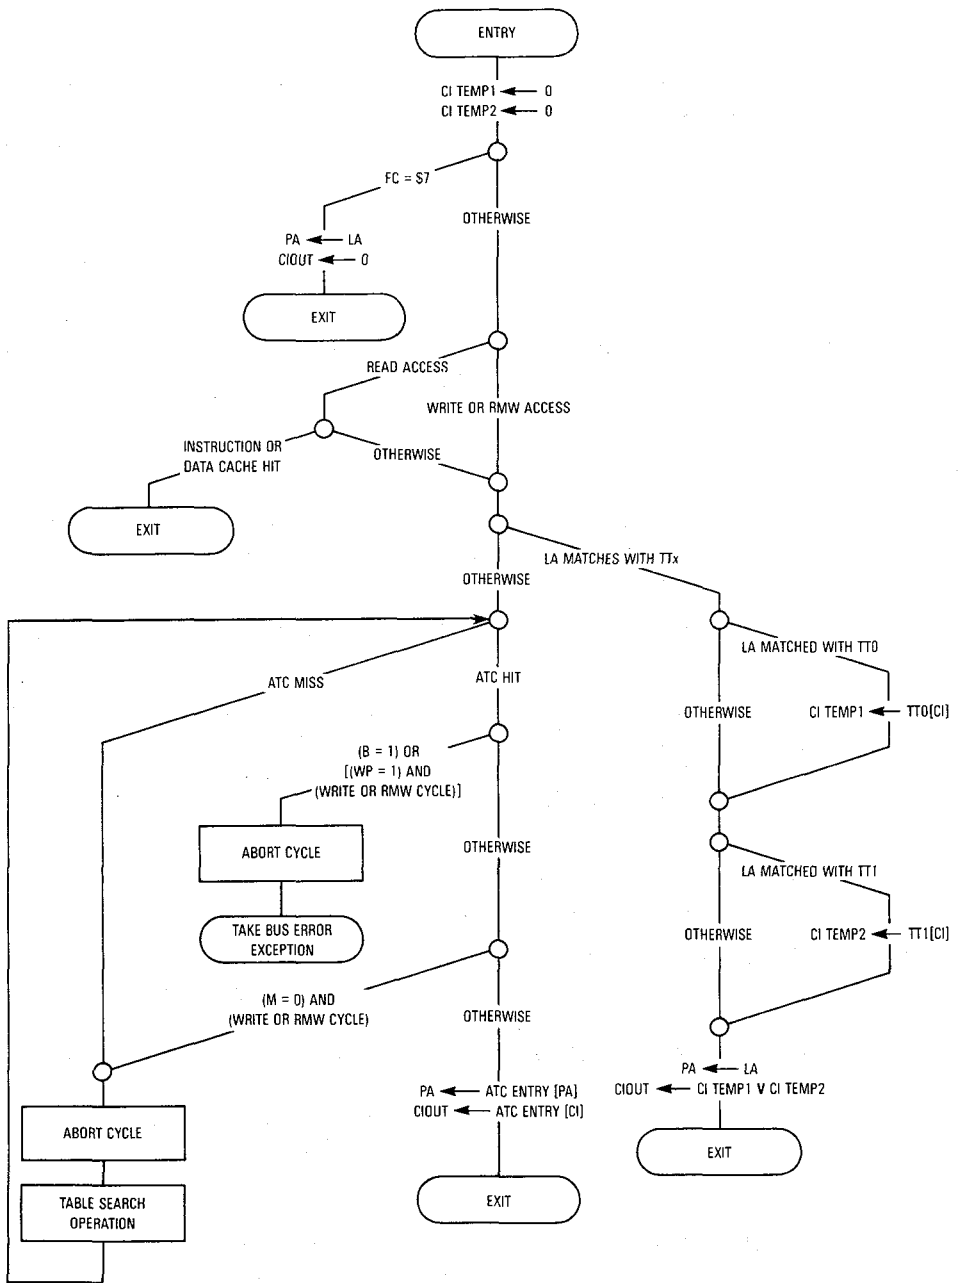 ENTRY
CI TEMP1 ← 0
CI TEMP2 ← 0
FC = $7
OTHERWISE
PA ← LA
CIOUT ← 0
EXIT
READ ACCESS
WRITE OR RMW ACCESS
INSTRUCTION OR
DATA CACHE HIT
OTHERWISE
EXIT
LA MATCHES WITH TTx
OTHERWISE
LA MATCHED WITH TT0
ATC MISS
ATC HIT
OTHERWISE
CI TEMP1 ← TT0[CI]
(B = 1) OR
[(WP = 1) AND
(WRITE OR RMW CYCLE)]
ABORT CYCLE
OTHERWISE
LA MATCHED WITH TT1
TAKE BUS ERROR
EXCEPTION
OTHERWISE
CI TEMP2 ← TT1[CI]
(M = 0) AND
(WRITE OR RMW CYCLE)
OTHERWISE
PA ← LA
CIOUT ← CI TEMP1 V CI TEMP2
PA ← ATC ENTRY [PA]
CIOUT ← ATC ENTRY [CI]
ABORT CYCLE
EXIT
TABLE SEARCH
OPERATION
EXIT